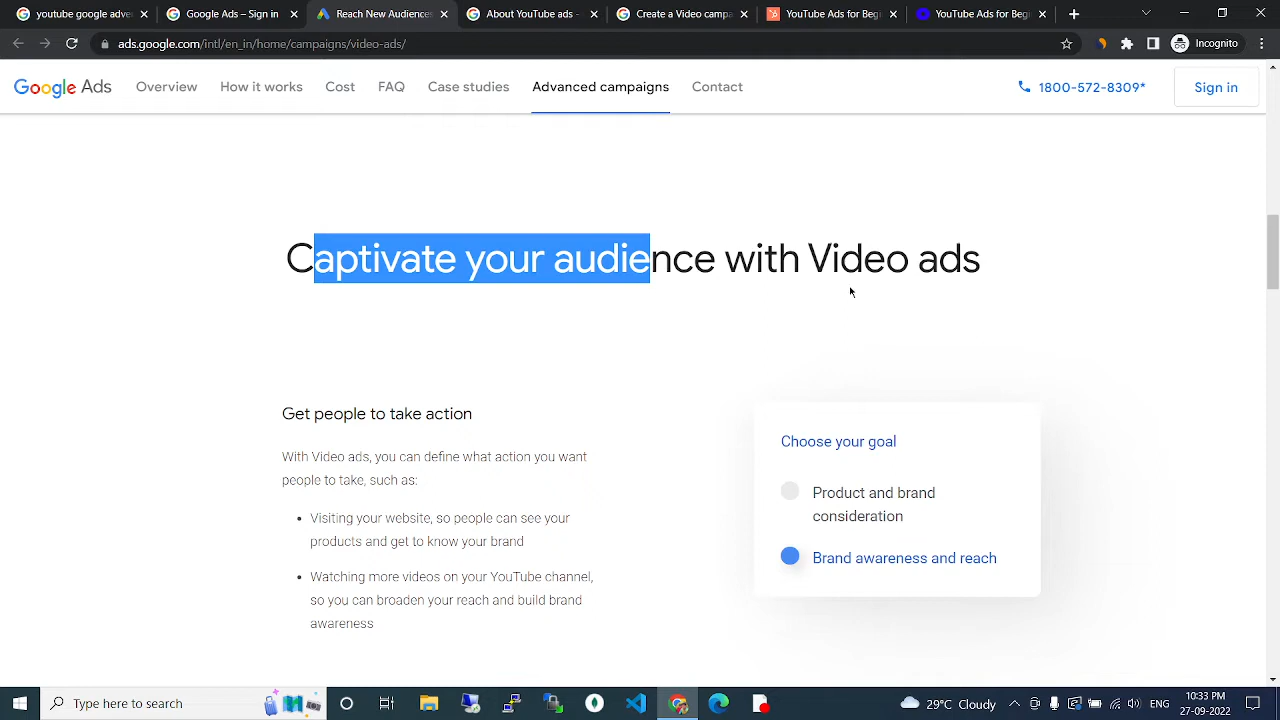 youtube google adver
Google Ads – Sign in
Reach New Audiences
About YouTube ads -
Create a Video campa
YouTube Ads for Begi
YouTube Ads for Begi
ads.google.com/intl/en_in/home/campaigns/video-ads/
Incognito
Google Ads
Overview
How it works
Cost
FAQ
Case studies
Advanced campaigns
Contact
1800-572-8309*
Sign in
Captivate your audience with Video ads
Get people to take action
With Video ads, you can define what action you want
people to take, such as:
• Visiting your website, so people can see your
products and get to know your brand
• Watching more videos on your YouTube channel,
so you can broaden your reach and build brand
awareness
Choose your goal
Product and brand
consideration
Brand awareness and reach
Type here to search
29°C Cloudy
ENG
10:33 PM
27-09-2022